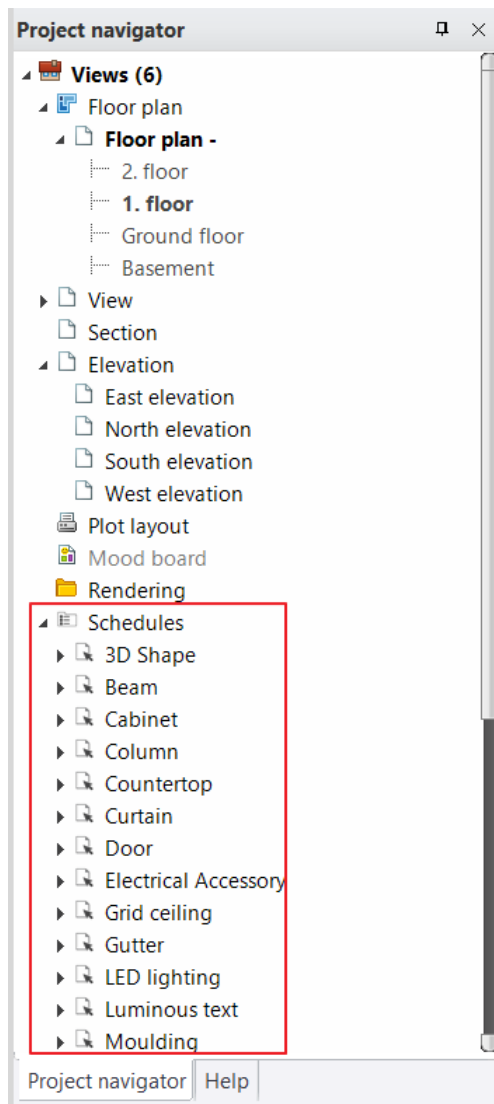 Project navigator
Views (6)
Floor plan
Floor plan -
2. floor
1. floor
Ground floor
Basement
View
Section
Elevation
East elevation
North elevation
South elevation
West elevation
Plot layout
Mood board
Rendering
Schedules
3D Shape
Beam
Cabinet
Column
Countertop
Curtain
Door
Electrical Accessory
Grid ceiling
Gutter
LED lighting
Luminous text
Moulding
Project navigator Help